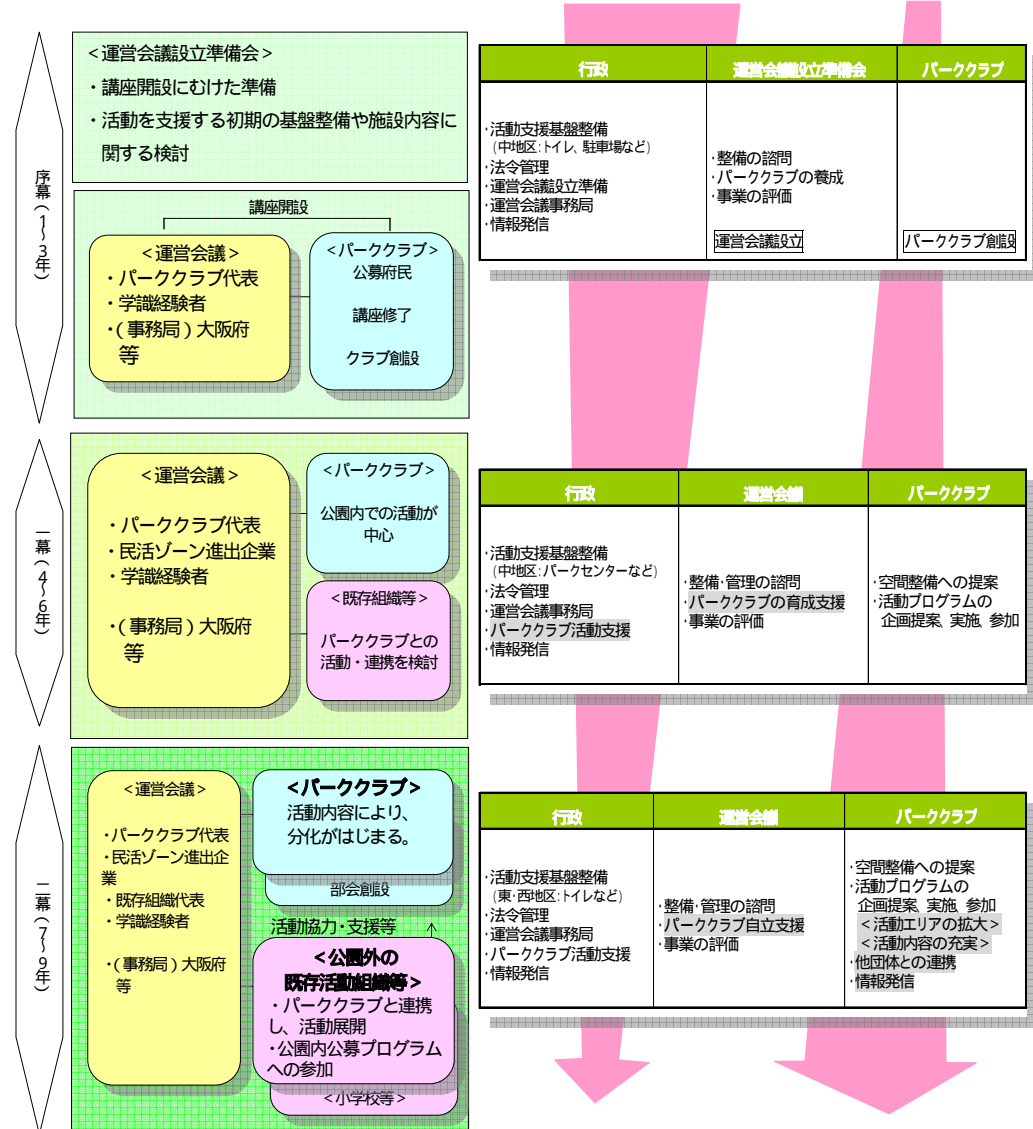 序幕(1~3年)
<運営会議設立準備会>
・講座開設にむけた準備
・活動を支援する初期の基盤整備や施設内容に
関する検討
講座開設
<運営会議>
・パーククラブ代表
・学識経験者
・(事務局)大阪府
等
<パーククラブ>
公募府民
講座修了
クラブ創設
行政
運営会議設立準備会
パーククラブ
・活動支援基盤整備
(中地区:トイレ、駐車場など)
・法令管理
・運営会議設立準備
・運営会議事務局
・情報発信
・整備の諮問
・パーククラブの養成
・事業の評価
運営会議設立
パーククラブ創設
一幕(4~6年)
<運営会議>
・パーククラブ代表
・民活ゾーン進出企業
・学識経験者
・(事務局)大阪府
等
<パーククラブ>
公園内での活動が
中心
<既存組織等>
パーククラブとの
活動・連携を検討
行政
運営会議
パーククラブ
・活動支援基盤整備
(中地区:パークセンターなど)
・法令管理
・運営会議事務局
・パーククラブ活動支援
・情報発信
・整備・管理の諮問
・パーククラブの育成支援
・事業の評価
・空間整備への提案
・活動プログラムの
企画提案、実施、参加
二幕(7~9年)
<運営会議>
・パーククラブ代表
・民活ゾーン進出企
業
・既存組織代表
・学識経験者
・(事務局)大阪府
等
<パーククラブ>
活動内容により、
分化がはじまる。
部会創設
活動協力・支援等
<公園外の
既存活動組織等>
・パーククラブと連携
し、活動展開
・公園内公募プログラム
への参加
<小学校等>
行政
運営会議
パーククラブ
・活動支援基盤整備
(東・西地区:トイレなど)
・法令管理
・運営会議事務局
・パーククラブ活動支援
・情報発信
・整備・管理の諮問
・パーククラブ自立支援
・事業の評価
・空間整備への提案
・活動プログラムの
企画提案、実施、参加
<活動エリアの拡大>
<活動内容の充実>
・他団体との連携
・情報発信